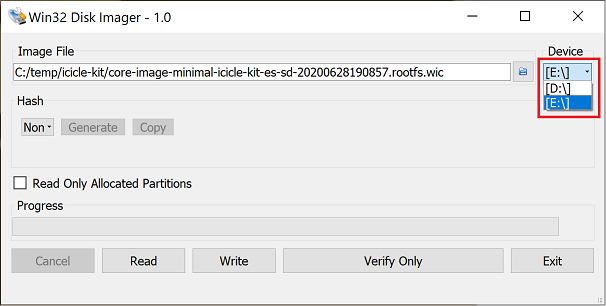 Win32 Disk Imager - 1.0
Image File
Device
C:/temp/icicle-kit/core-image-minimal-icicle-kit-es-sd-20200628190857.rootfs.wic
[E:\]
[D:\]
[E:\]
Hash
Non
Generate
Copy
Read Only Allocated Partitions
Progress
Cancel
Read
Write
Verify Only
Exit